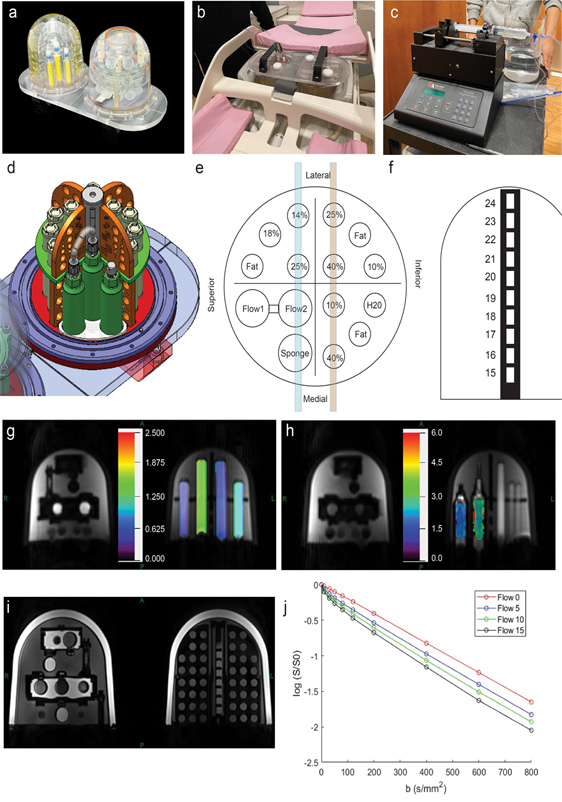 a
b
c
d
e
Lateral
14%
25%
18%
Fat
Fat
25%
40%
10%
Superior
Inferior
Flow1
Flow2
10%
H20
Fat
Sponge
40%
Medial
f
24
23
22
21
20
19
18
17
16
15
g
A
2.500
1.875
1.250
0.625
0.000
R
L
P
h
A
6.0
4.5
3.0
1.5
0.0
R
L
P
i
A
R
L
P
j
Flow 0
Flow 5
Flow 10
Flow 15
log (S/S0)
0
-0.5
-1
-1.5
-2
-2.5
0 100 200 300 400 500 600 700 800
b (s/mm²)